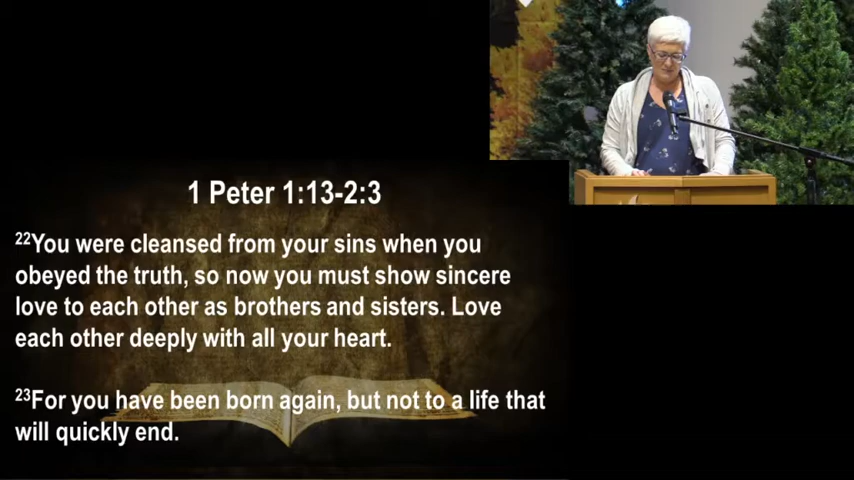 1 Peter 1:13-2:3
22You were cleansed from your sins when you
obeyed the truth, so now you must show sincere
love to each other as brothers and sisters. Love
each other deeply with all your heart.
23For you have been born again, but not to a life that
will quickly end.